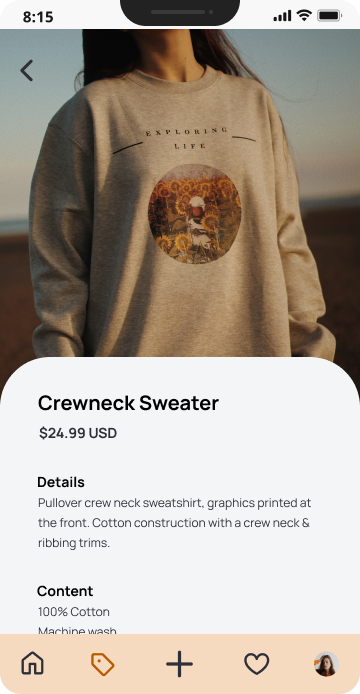 8:15
EXPLORING
LIFE
Crewneck Sweater
$24.99 USD
Details
Pullover crew neck sweatshirt, graphics printed at
the front. Cotton construction with a crew neck &
ribbing trims.
Content
100% Cotton
Machine wash